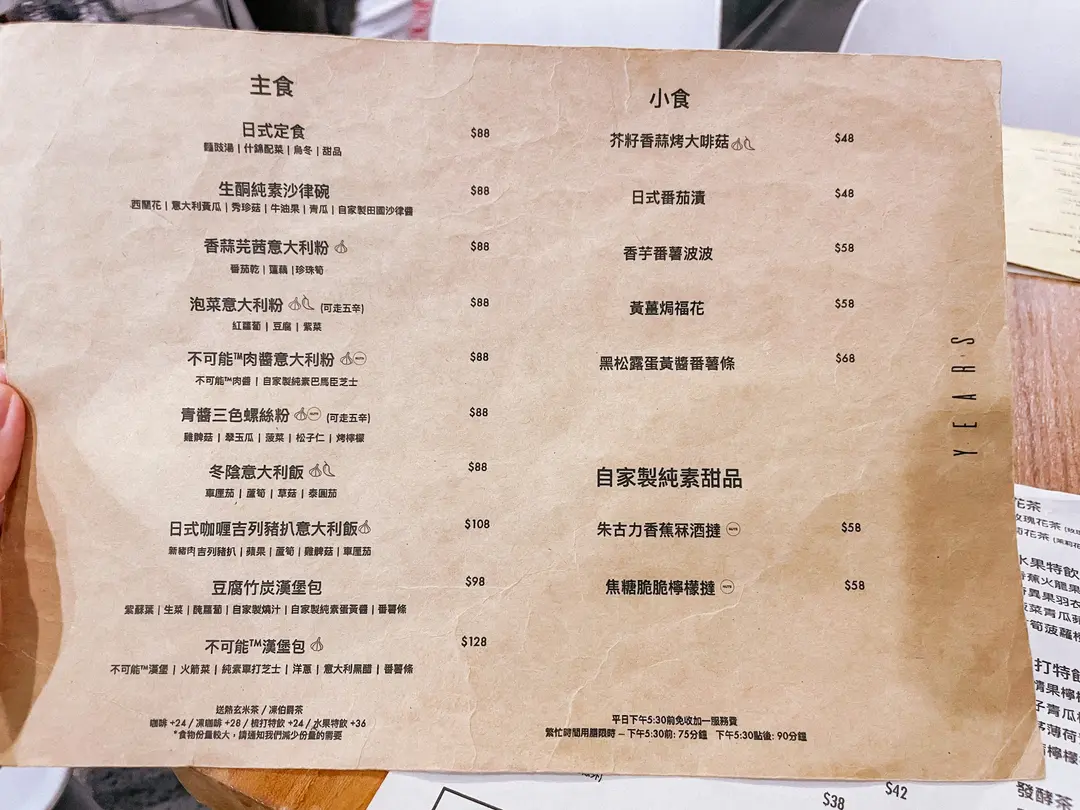 主食
日式定食 $88
麵豉湯 | 什錦配菜 | 烏冬 | 甜品
生酮純素沙律碗 $88
西蘭花 | 意大利黃瓜 | 秀珍菇 | 牛油果 | 青瓜 | 自家製田園沙律醬
香蒜芫茜意大利粉 $88
番茄乾 | 蓮藕 | 珍珠筍
泡菜意大利粉 (可走五辛) $88
紅蘿蔔 | 豆腐 | 紫菜
不可能™肉醬意大利粉 NUTS $88
不可能™肉醬 | 自家製純素巴馬臣芝士
青醬三色螺絲粉 NUTS (可走五辛) $88
雞髀菇 | 翠玉瓜 | 菠菜 | 松子仁 | 烤檸檬
冬陰意大利飯 $88
車厘茄 | 蘆筍 | 草菇 | 泰國茄
日式咖喱吉列豬扒意大利飯 $108
新豬肉吉列豬扒 | 蘋果 | 蘆筍 | 雞髀菇 | 車厘茄
豆腐竹炭漢堡包 $98
紫蘇葉 | 生菜 | 醃蘿蔔 | 自家製燒汁 | 自家製純素蛋黃醬 | 番薯條
不可能™漢堡包 $128
不可能™漢堡 | 火箭菜 | 純素車打芝士 | 洋蔥 | 意大利黑醋 | 番薯條
送熱玄米茶 / 凍伯爵茶
咖啡 +24 / 凍咖啡 +28 / 梳打特飲 +24 / 水果特飲 +36
*食物份量較大，請通知我們減少份量的需要
小食
芥籽香蒜烤大啡菇 $48
日式番茄漬 $48
香芋番薯波波 $58
黃薑焗福花 $58
黑松露蛋黃醬番薯條 $68
自家製純素甜品
朱古力香蕉冧酒撻 NUTS $58
焦糖脆脆檸檬撻 NUTS $58
平日下午5:30前免收加一服務費
繁忙時間用膳限時 — 下午5:30前: 75分鐘 下午5:30點後: 90分鐘
YEARS
花茶
玫瑰花茶
水果特飲
打特飲
發酵茶
$38
$42